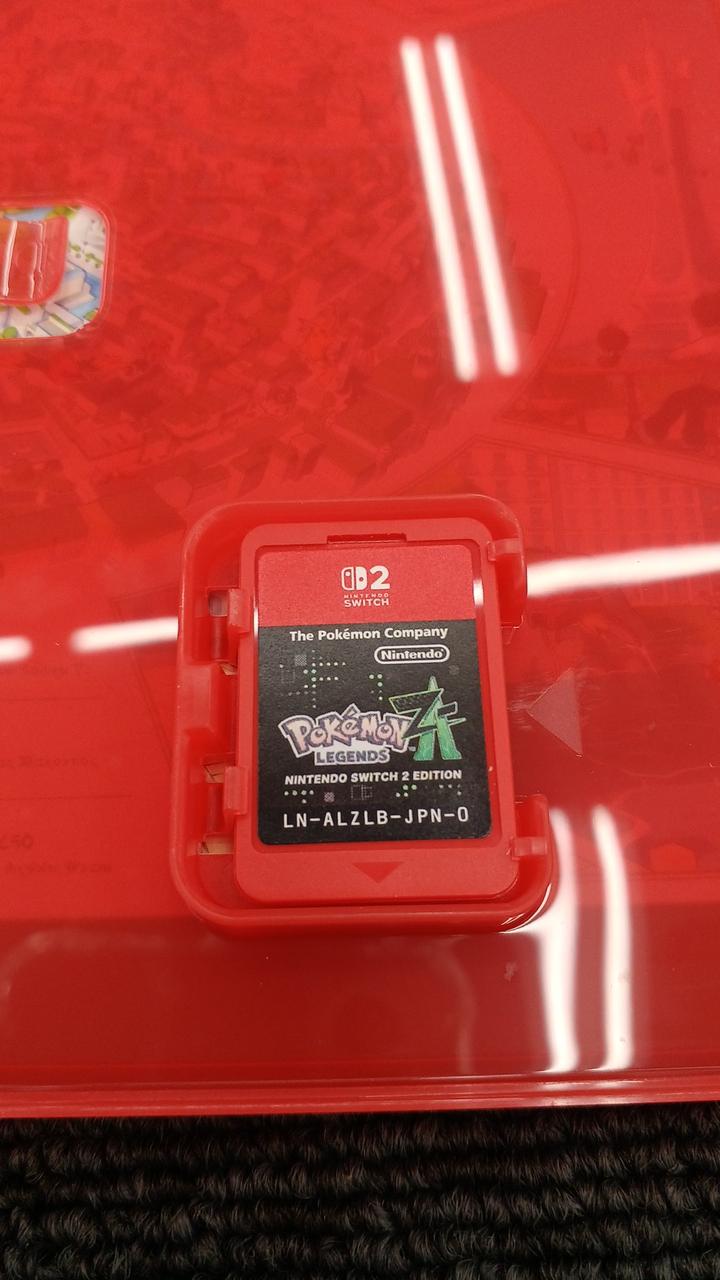 2
NINTENDO
SWITCH
The Pokémon Company
Nintendo
POKéMON
LEGENDS Z-A
NINTENDO SWITCH 2 EDITION
LN-ALZLB-JPN-0